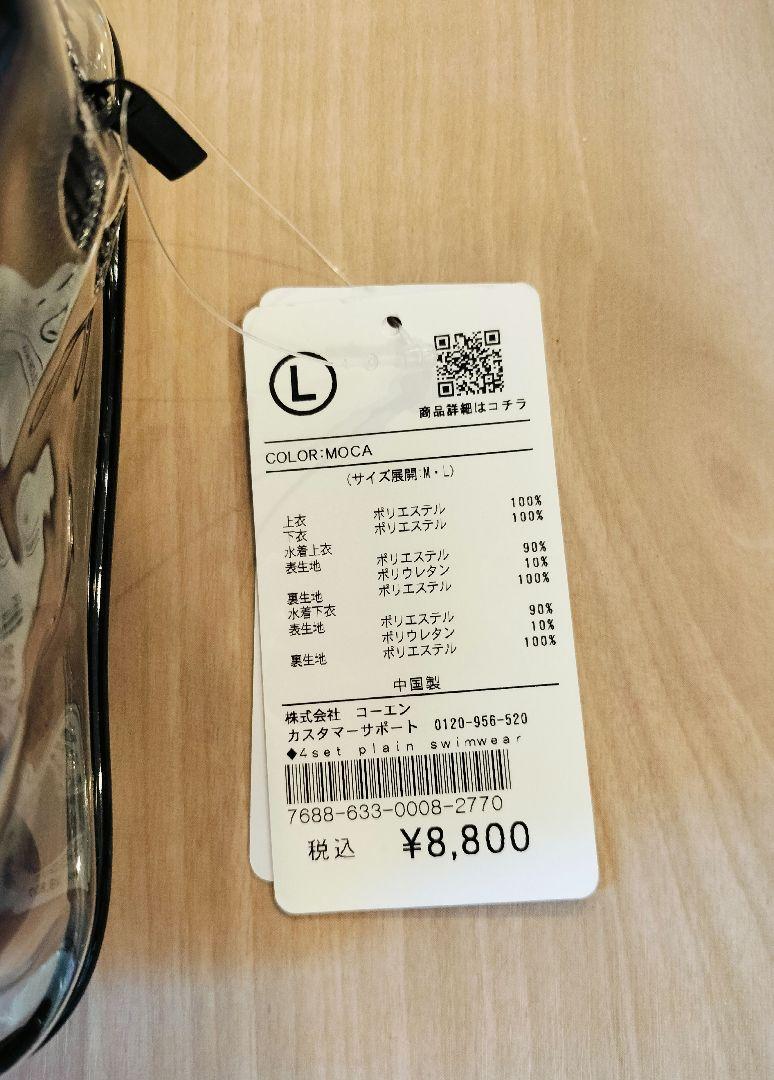 L
商品詳細はコチラ
COLOR:MOCA
(サイズ展開:M・L)
上衣 ポリエステル 100%
下衣 ポリエステル 100%
水着上衣
表生地 ポリエステル 90%
ポリウレタン 10%
裏生地 ポリエステル 100%
水着下衣
表生地 ポリエステル 90%
ポリウレタン 10%
裏生地 ポリエステル 100%
中国製
株式会社 コーエン
カスタマーサポート 0120-956-520
◆4set plain swimwear
7688-633-0008-2770
税込 ¥8,800